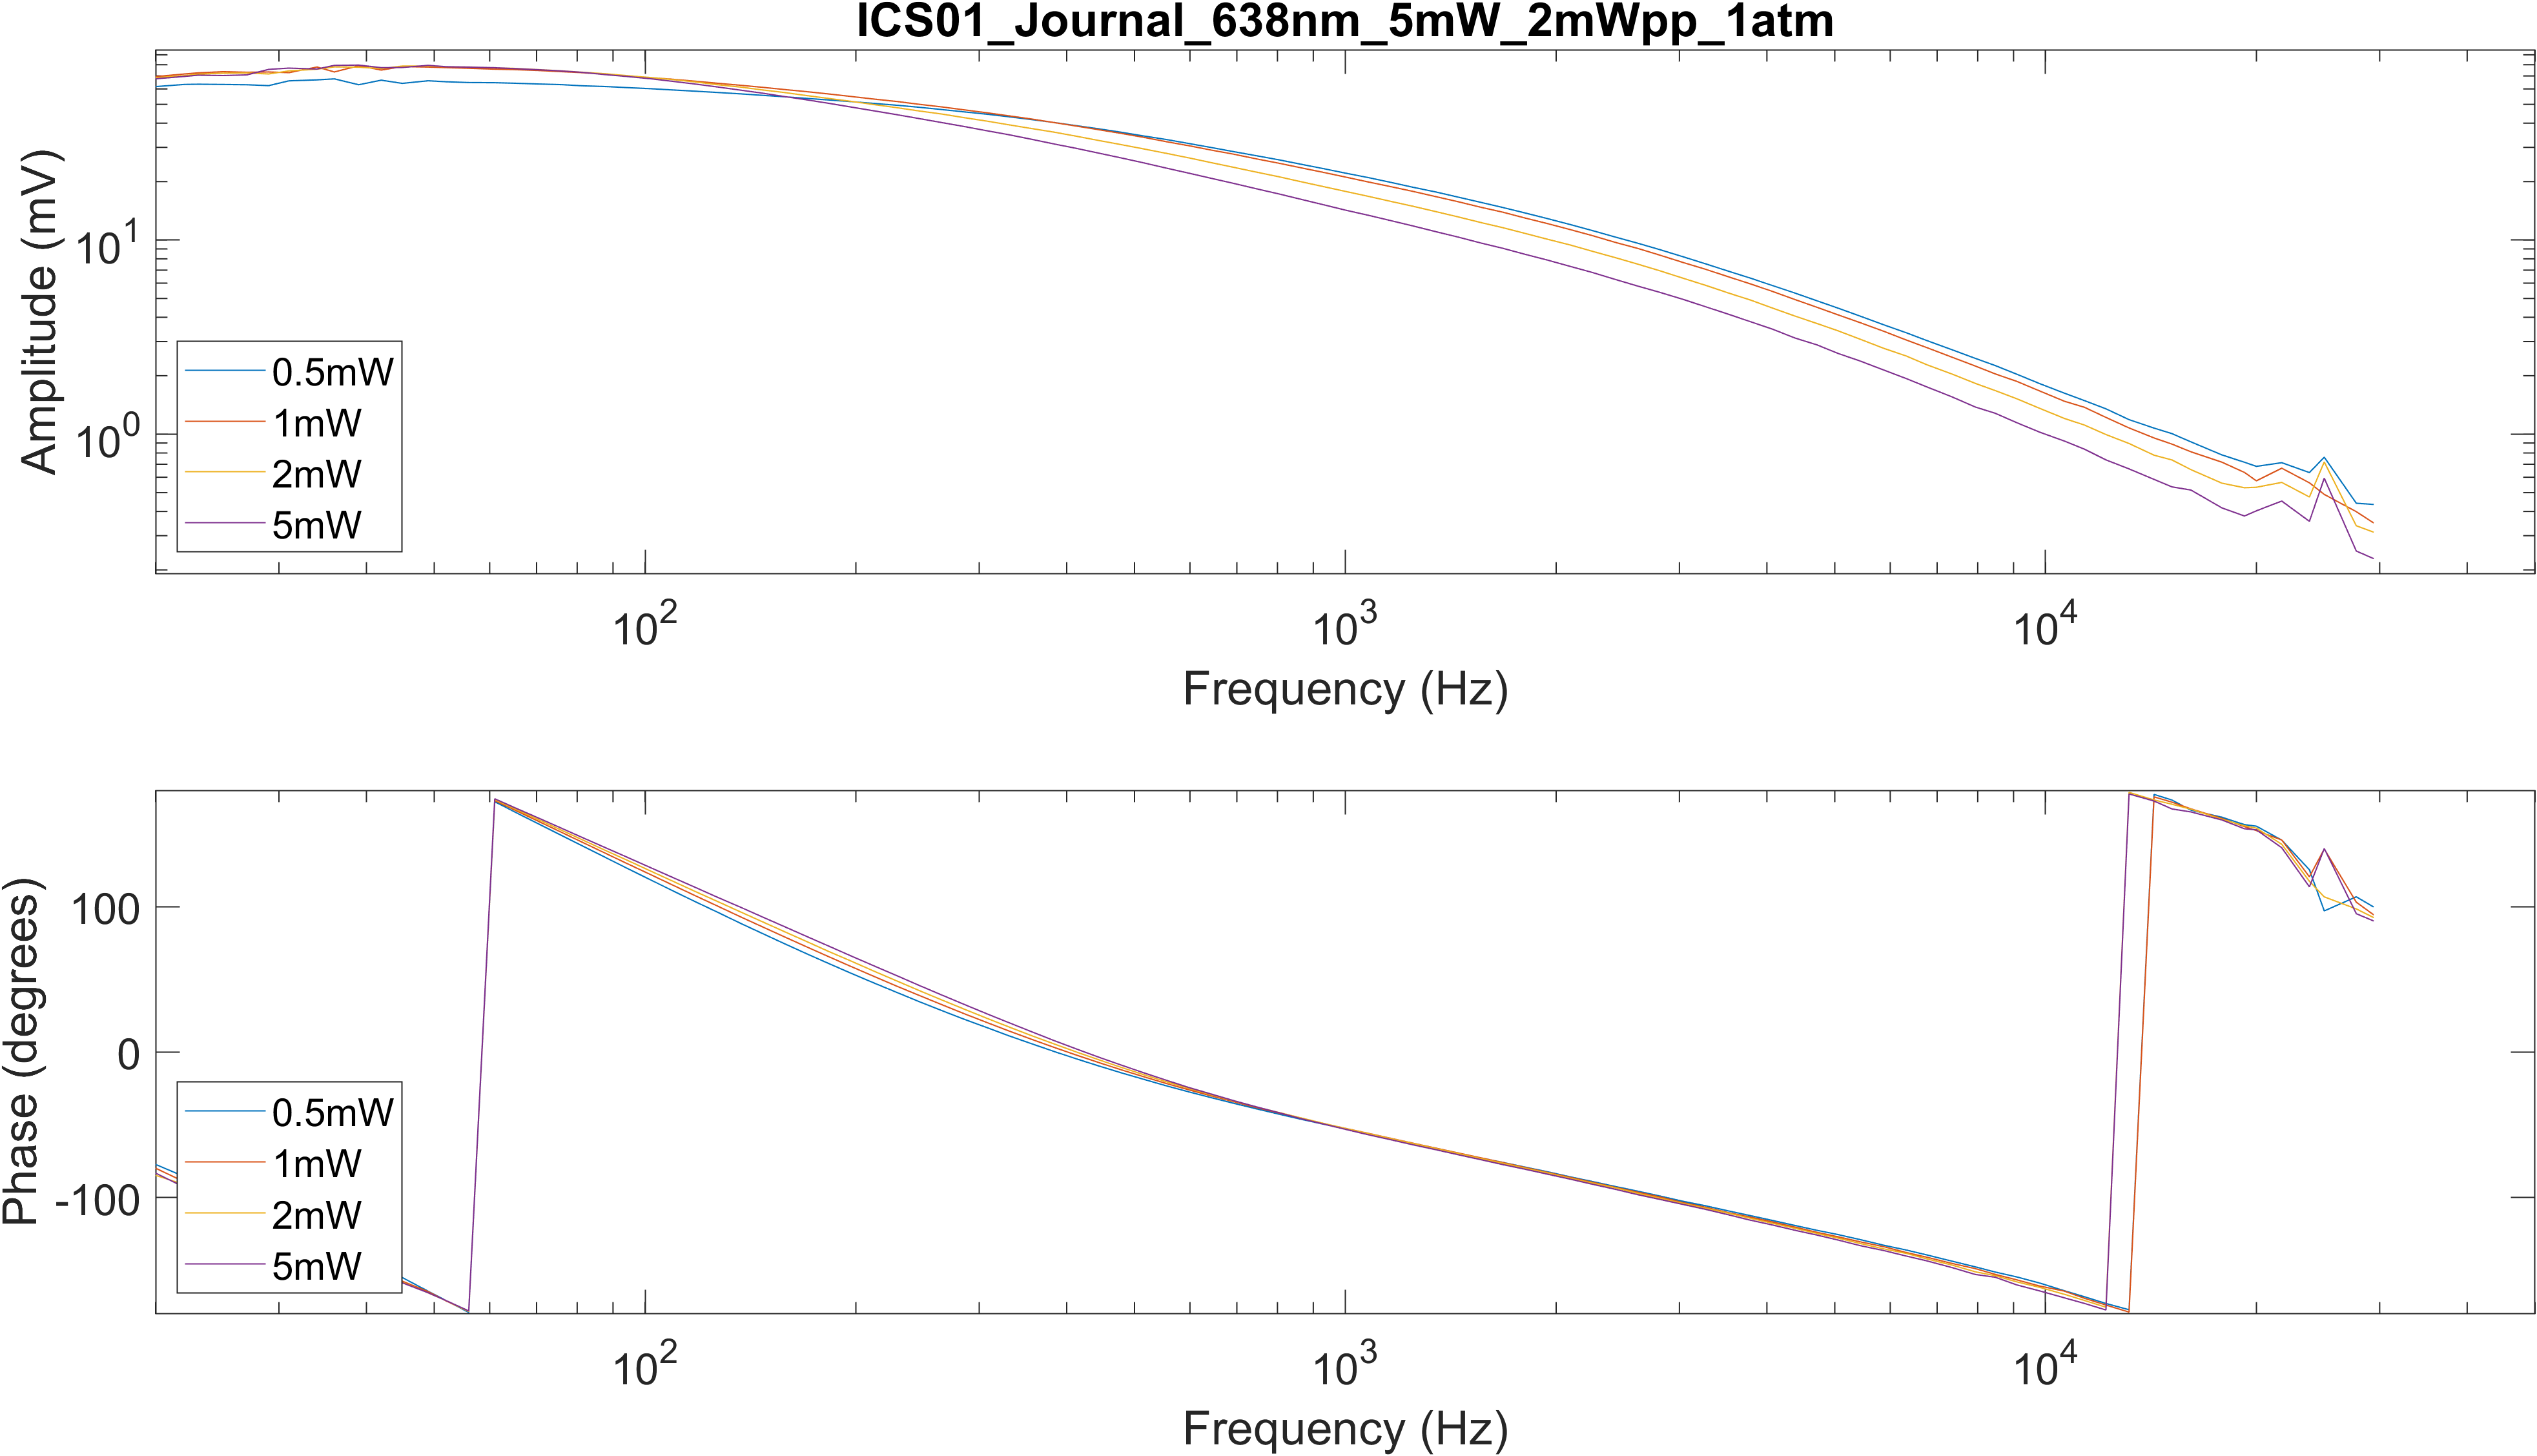 ICS01_Journal_638nm_5mW_2mWpp_1atm
Amplitude (mV)
10^1
10^0
0.5mW
1mW
2mW
5mW
10^2
10^3
10^4
Frequency (Hz)
Phase (degrees)
100
0
-100
0.5mW
1mW
2mW
5mW
10^2
10^3
10^4
Frequency (Hz)